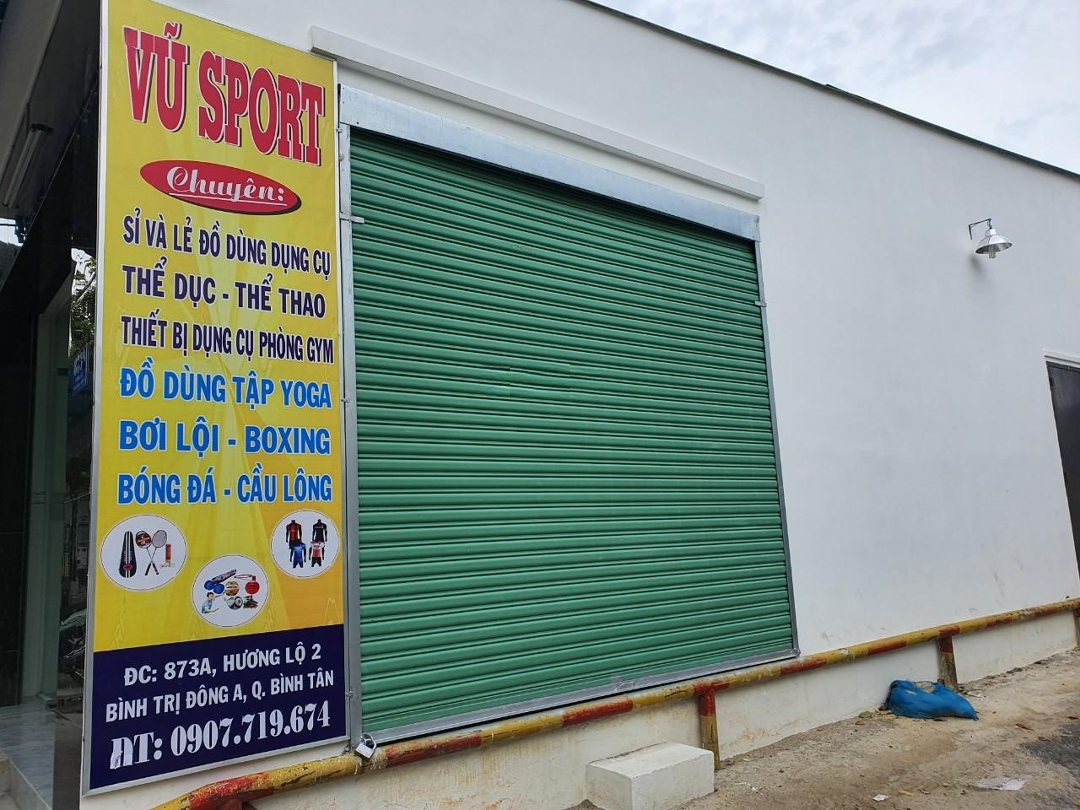 VŨ SPORT
Chuyên:
SỈ VÀ LẺ ĐỒ DÙNG DỤNG CỤ
THỂ DỤC - THỂ THAO
THIẾT BỊ DỤNG CỤ PHÒNG GYM
ĐỒ DÙNG TẬP YOGA
BƠI LỘI - BOXING
BÓNG ĐÁ - CẦU LÔNG
ĐC: 873A, HƯƠNG LỘ 2
BÌNH TRỊ ĐÔNG A, Q. BÌNH TÂN
ĐT: 0907.719.674